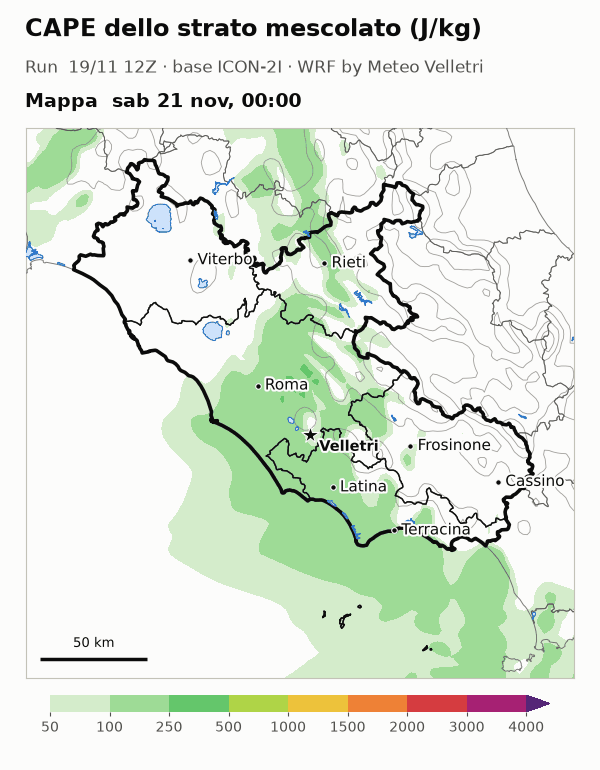 CAPE dello strato mescolato (J/kg)
Run  19/11 12Z · base ICON-2I · WRF by Meteo Velletri
Mappa  sab 21 nov, 00:00
Viterbo
Rieti
Roma
Velletri
Frosinone
Latina
Cassino
Terracina
50 km
50 100 250 500 1000 1500 2000 3000 4000